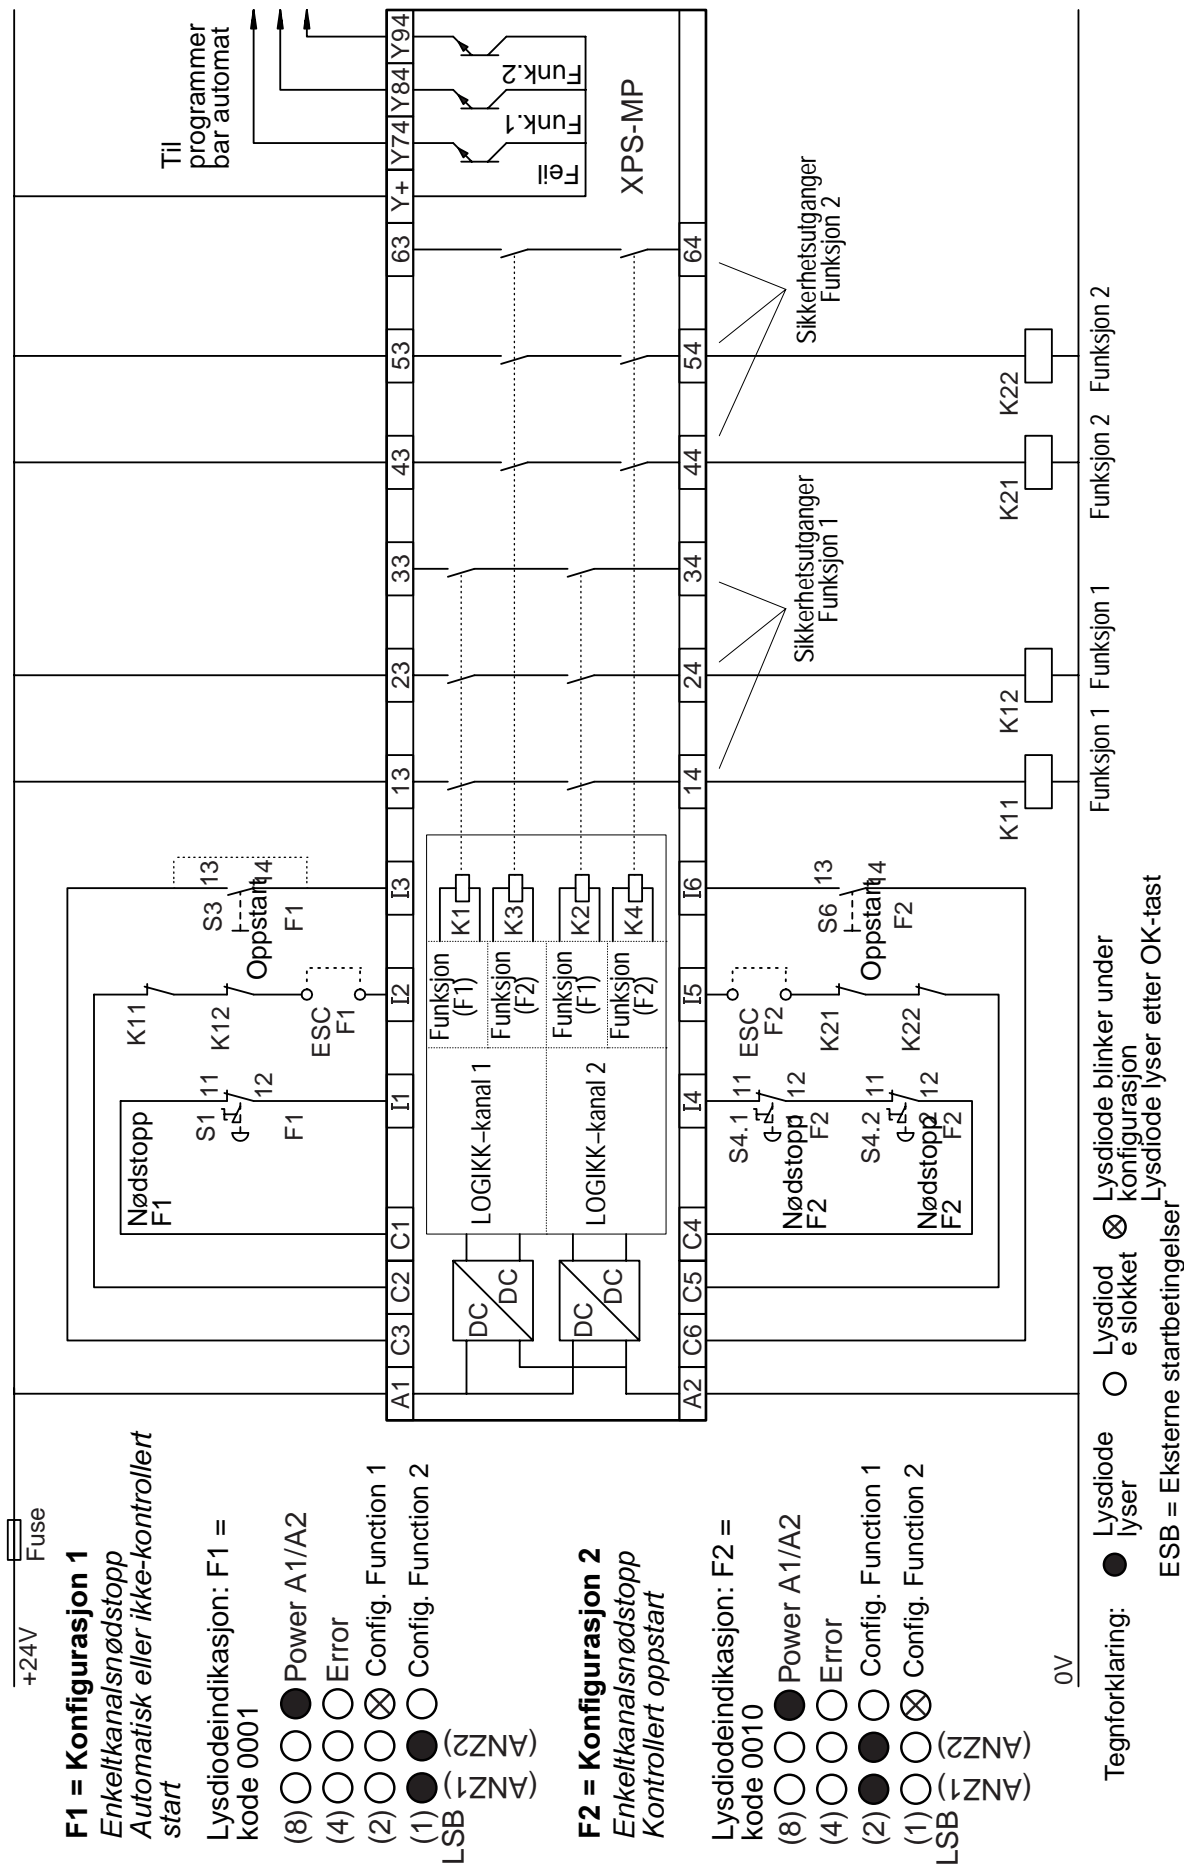 +24V
Fuse
F1 = Konfigurasjon 1
Enkeltkanalsnødstopp
Automatisk eller ikke-kontrollert
start
Lysdiodeindikasjon: F1 =
kode 0001
(8) Power A1/A2
(4) Error
(2) Config. Function 1
(1) Config. Function 2
LSB
(ANZ1)
(ANZ2)
F2 = Konfigurasjon 2
Enkeltkanalsnødstopp
Kontrollert oppstart
Lysdiodeindikasjon: F2 =
kode 0010
(8) Power A1/A2
(4) Error
(2) Config. Function 1
(1) Config. Function 2
LSB
(ANZ1)
(ANZ2)
0V
Nødstopp
F1
S1
11
12
F1
K11
K12
ESC
F1
S3
13
14
Oppstart
F1
Til
programmer
bar automat
A1
C3
C2
C1
I1
I2
I3
13
23
33
43
53
63
Y+
Y74
Y84
Y94
DC
DC
DC
DC
LOGIKK–kanal 1
LOGIKK–kanal 2
Funksjon
(F1)
Funksjon
(F2)
Funksjon
(F1)
Funksjon
(F2)
K1
K3
K2
K4
Feil
Funk.1
Funk.2
XPS-MP
A2
C6
C5
C4
I4
I5
I6
14
24
34
44
54
64
S4.1
11
12
Nødstopp
F2
F2
S4.2
11
12
Nødstopp
F2
F2
ESC
F2
K21
K22
S6
13
14
Oppstart
F2
Sikkerhetsutganger
Funksjon 1
Sikkerhetsutganger
Funksjon 2
K11
K12
K21
K22
Funksjon 1
Funksjon 1
Funksjon 2
Funksjon 2
Tegnforklaring:
Lysdiode
lyser
Lysdiod
e slokket
Lysdiode blinker under
konfigurasjon
Lysdiode lyser etter OK-tast
ESB = Eksterne startbetingelser